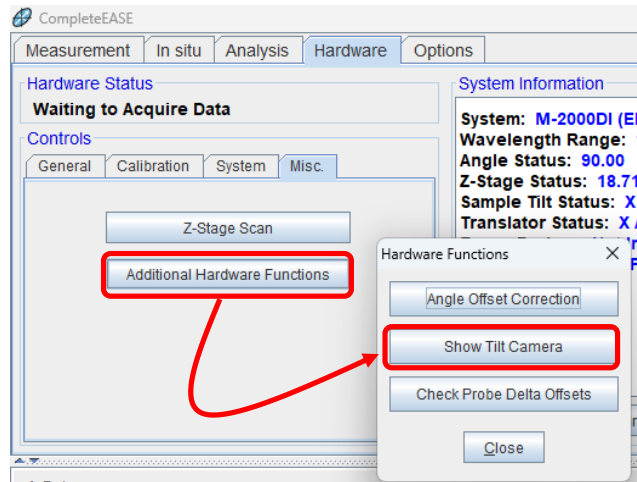 CompleteEASE
Measurement In situ Analysis Hardware Options
Hardware Status
Waiting to Acquire Data
Controls
General Calibration System Misc.
Z-Stage Scan
Additional Hardware Functions
System Information
System: M-2000DI
Wavelength Range:
Angle Status: 90.00
Z-Stage Status: 18.71
Sample Tilt Status: X
Translator Status: X
Hardware Functions
Angle Offset Correction
Show Tilt Camera
Check Probe Delta Offsets
Close